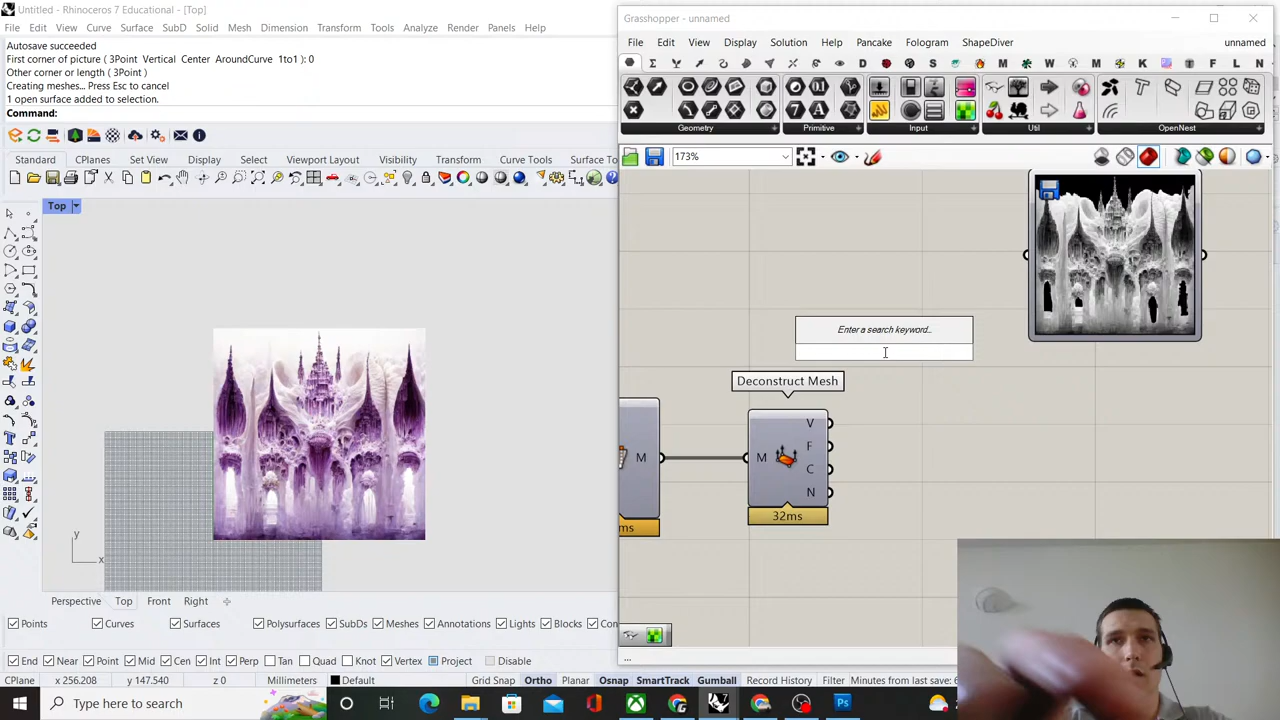 Untitled - Rhinoceros 7 Educational - [Top]
File Edit View Curve Surface SubD Solid Mesh Dimension Transform Tools Analyze Render Panels Help
Autosave succeeded
First corner of picture ( 3Point Vertical Center AroundCurve 1to1 ): 0
Other corner or length ( 3Point )
Creating meshes... Press Esc to cancel
1 open surface added to selection.
Command:
Standard CPlanes Set View Display Select Viewport Layout Visibility Transform Curve Tools Surface To
Top
y
x
Perspective Top Front Right
Points Curves Surfaces Polysurfaces SubDs Meshes Annotations Lights Blocks Con
End Near Point Mid Cen Int Perp Tan Quad Knot Vertex Project Disable
CPlane x 256.208 y 147.540 z 0 Millimeters Default Grid Snap Ortho Planar Osnap SmartTrack Gumball Record History Filter Minutes from last save: 6
Type here to search
Grasshopper - unnamed
File Edit View Display Solution Help Pancake Fologram ShapeDiver unnamed
Geometry Primitive Input Util OpenNest
173%
Enter a search keyword..
Deconstruct Mesh
M
M
V
F
C
N
ms
32ms
...